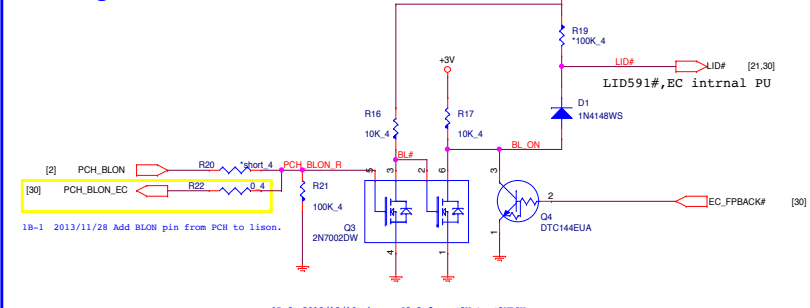 R19
*100K_4
LID#
LID#
[21,30]
LID591#,EC intrnal PU
+3V
D1
1N4148WS
R16
10K_4
R17
10K_4
BL_ON
BL#
[2]
PCH_BLON
R20
*short_4
PCH_BLON_R
5
3
2
6
[30]
PCH_BLON_EC
R22
0_4
R21
100K_4
3
2
EC_FPBACK#
[30]
1B-1 2013/11/28 Add BLON pin from PCH to lison.
Q3
2N7002DW
4
1
1
Q4
DTC144EUA